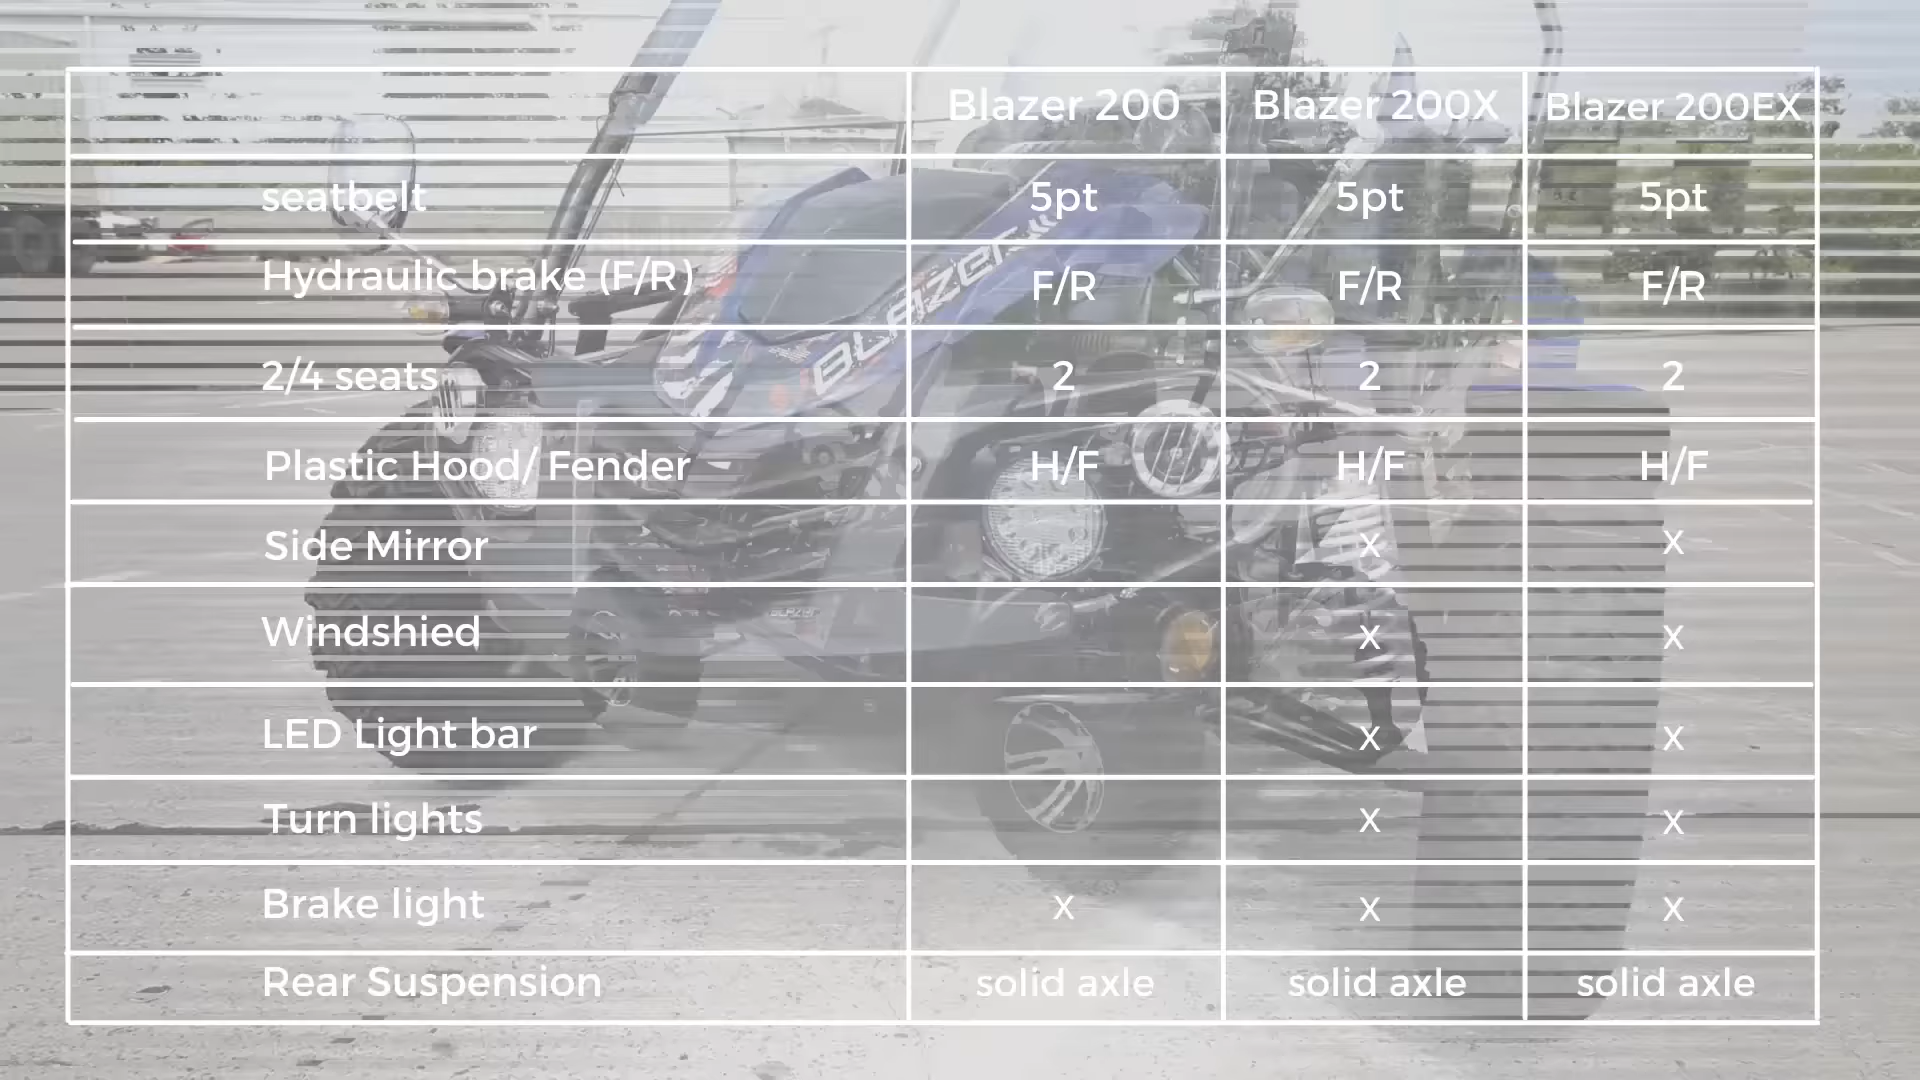 Blazer 200 Blazer 200X Blazer 200EX
seatbelt 5pt 5pt 5pt
Hydraulic brake (F/R) F/R F/R F/R
2/4 seats 2 2 2
Plastic Hood/ Fender H/F H/F H/F
Side Mirror x x
Windshied x x
LED Light bar x x
Turn lights x x
Brake light x x x
Rear Suspension solid axle solid axle solid axle
BLAZER
BLAZER